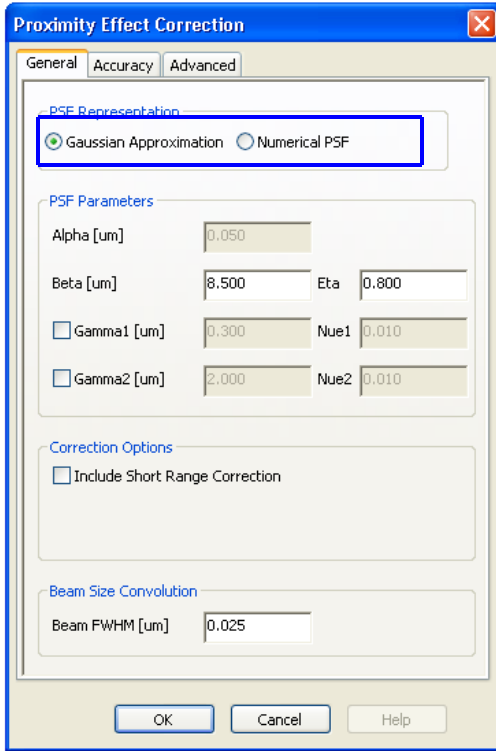 Proximity Effect Correction
General Accuracy Advanced
PSF Representation
Gaussian Approximation Numerical PSF
PSF Parameters
Alpha [um] 0.050
Beta [um] 8.500 Eta 0.800
Gamma1 [um] 0.300 Nue1 0.010
Gamma2 [um] 2.000 Nue2 0.010
Correction Options
Include Short Range Correction
Beam Size Convolution
Beam FWHM [um] 0.025
OK Cancel Help